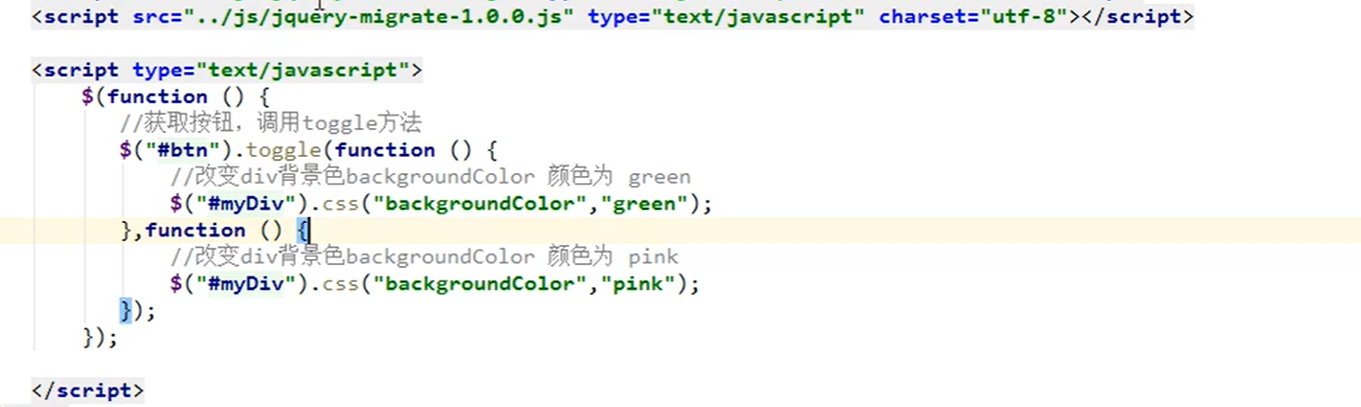 <script src="../js/jquery-migrate-1.0.0.js" type="text/javascript" charset="utf-8"></script>
<script type="text/javascript">
$(function () {
//获取按钮，调用toggle方法
$("#btn").toggle(function () {
//改变div背景色backgroundColor 颜色为 green
$("#myDiv").css("backgroundColor","green");
},function () {
//改变div背景色backgroundColor 颜色为 pink
$("#myDiv").css("backgroundColor","pink");
});
});
</script>